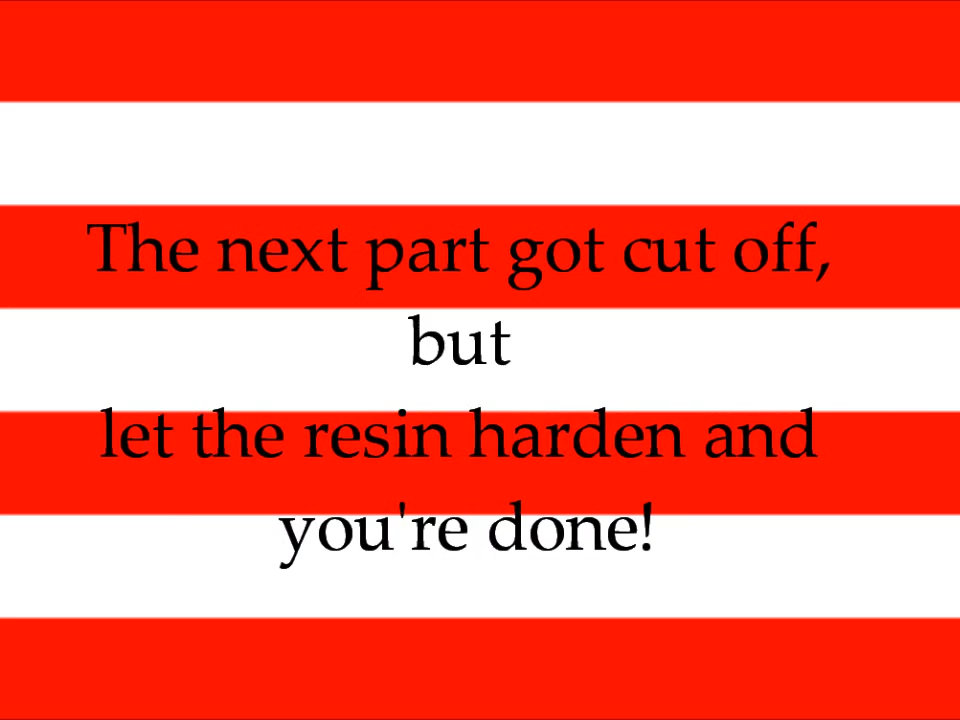 The next part got cut off,
but
let the resin harden and
you're done!